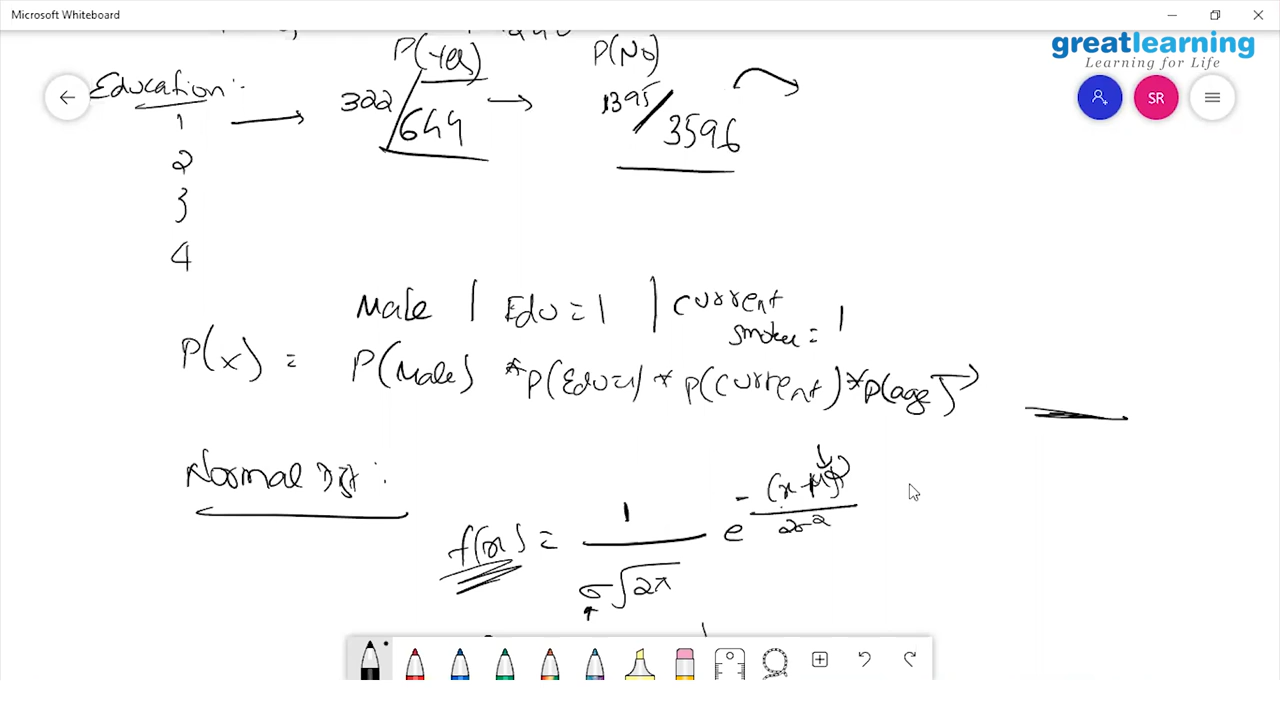 Microsoft Whiteboard
greatlearning
Learning for Life
SR
P(Yes) P(No)
Education :-
1 → 322/644 → 1395/3596
2
3
4
Male | Edu = 1 | Current smoker = 1
P(x) = P(Male) * P(Edu=1) * P(Current) * P(age)
Normal Dist :
f(x) = 1 / σ√2π e^-(x-μ)²/2σ²